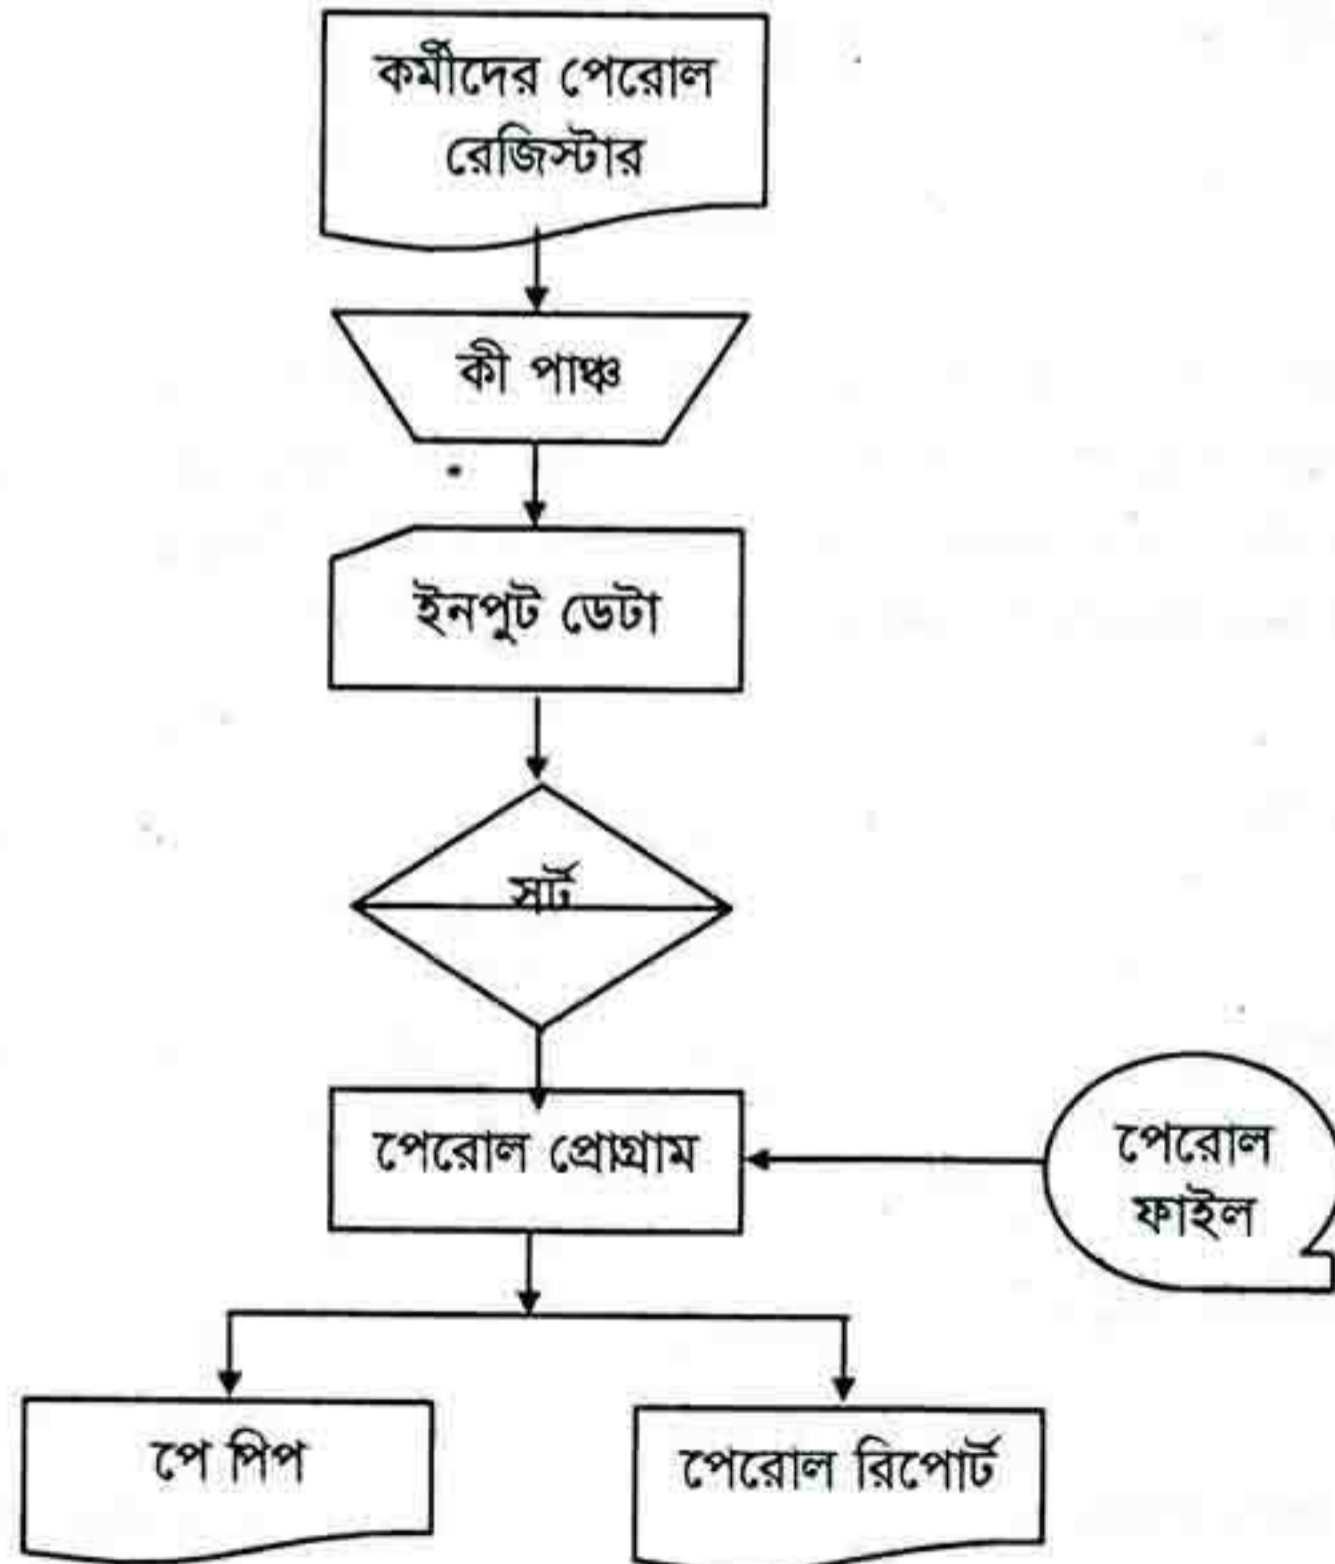 কর্মীদের পেরোল
রেজিস্টার
কী পাঞ্চ
ইনপুট ডেটা
সর্ট
পেরোল প্রোগ্রাম
পেরোল
ফাইল
পে পিপ
পেরোল রিপোর্ট